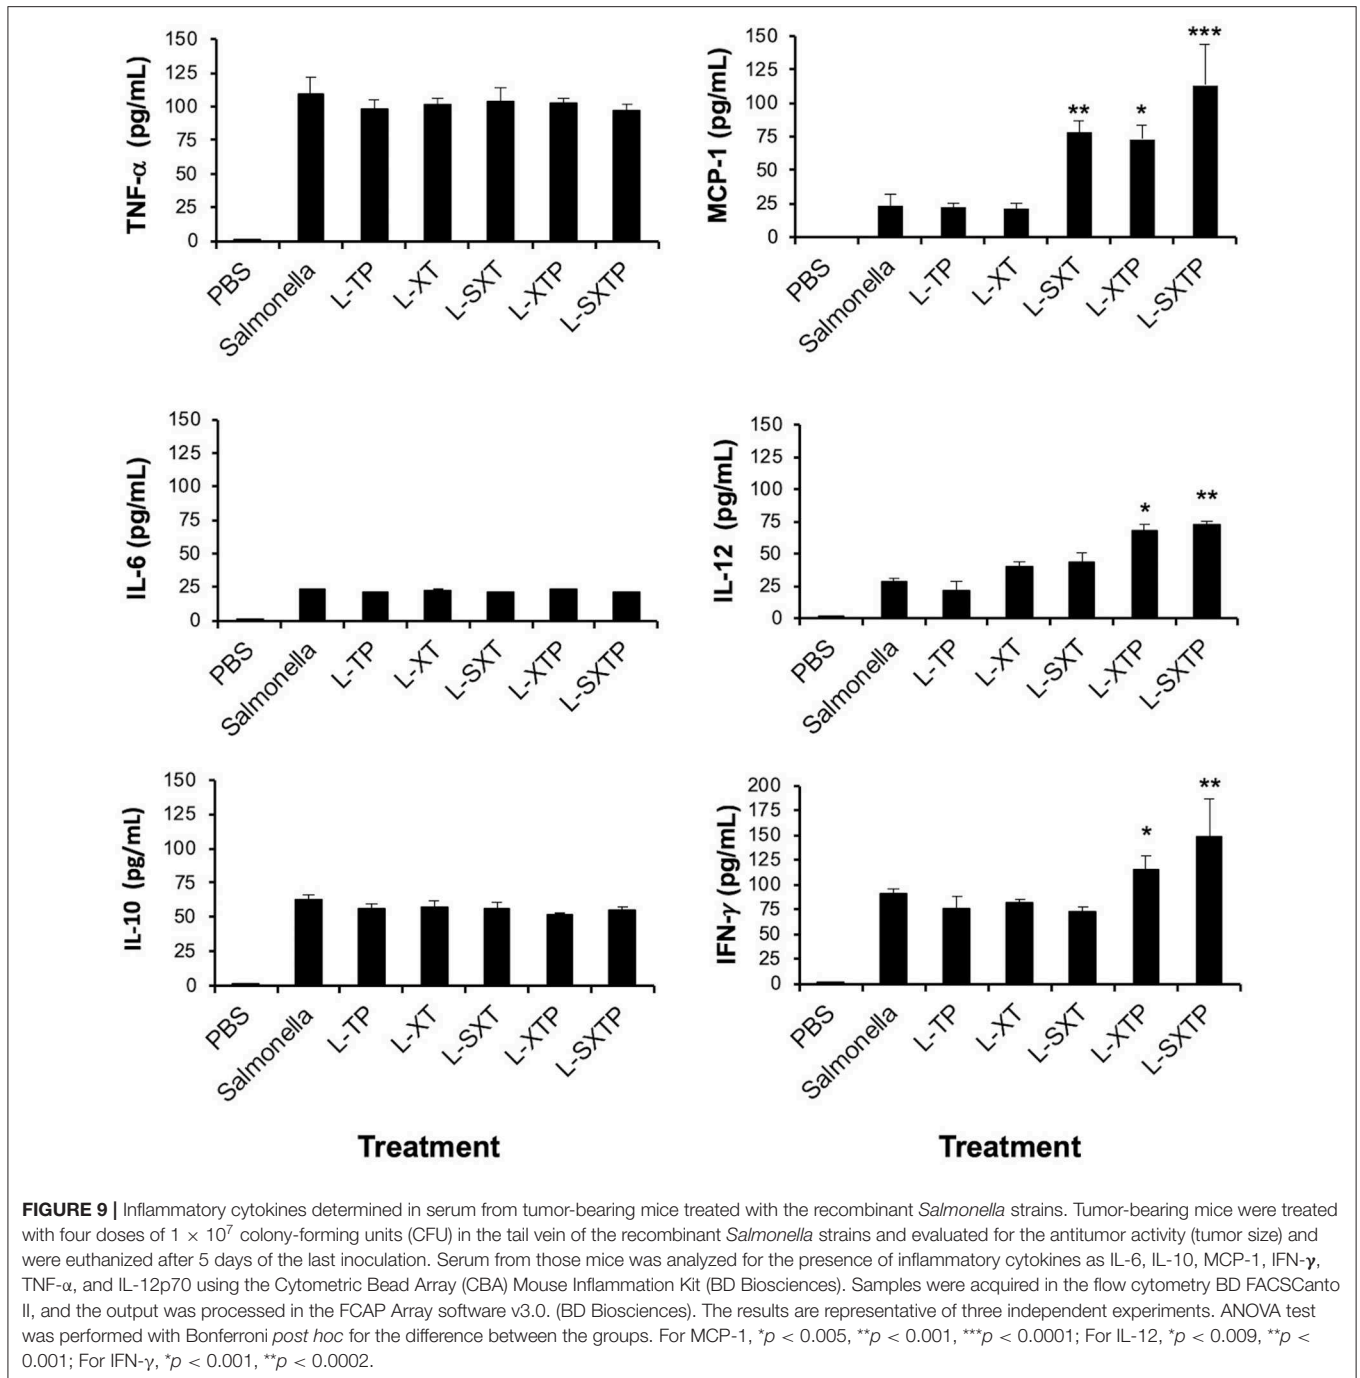 TNF-α (pg/mL)
150
125
100
75
50
25
0
PBS
Salmonella
L-TP
L-XT
L-SXT
L-XTP
L-SXTP
MCP-1 (pg/mL)
150
125
100
75
50
25
0
**
*
***
PBS
Salmonella
L-TP
L-XT
L-SXT
L-XTP
L-SXTP
IL-6 (pg/mL)
150
125
100
75
50
25
0
PBS
Salmonella
L-TP
L-XT
L-SXT
L-XTP
L-SXTP
IL-12 (pg/mL)
150
125
100
75
50
25
0
*
**
PBS
Salmonella
L-TP
L-XT
L-SXT
L-XTP
L-SXTP
IL-10 (pg/mL)
150
125
100
75
50
25
0
PBS
Salmonella
L-TP
L-XT
L-SXT
L-XTP
L-SXTP
Treatment
IFN-γ (pg/mL)
200
175
150
125
100
75
50
25
0
*
**
PBS
Salmonella
L-TP
L-XT
L-SXT
L-XTP
L-SXTP
Treatment
FIGURE 9 | Inflammatory cytokines determined in serum from tumor-bearing mice treated with the recombinant Salmonella strains. Tumor-bearing mice were treated
with four doses of 1 × 10⁷ colony-forming units (CFU) in the tail vein of the recombinant Salmonella strains and evaluated for the antitumor activity (tumor size) and
were euthanized after 5 days of the last inoculation. Serum from those mice was analyzed for the presence of inflammatory cytokines as IL-6, IL-10, MCP-1, IFN-γ,
TNF-α, and IL-12p70 using the Cytometric Bead Array (CBA) Mouse Inflammation Kit (BD Biosciences). Samples were acquired in the flow cytometry BD FACSCanto
II, and the output was processed in the FCAP Array software v3.0. (BD Biosciences). The results are representative of three independent experiments. ANOVA test
was performed with Bonferroni post hoc for the difference between the groups. For MCP-1, *p < 0.005, **p < 0.001, ***p < 0.0001; For IL-12, *p < 0.009, **p <
0.001; For IFN-γ, *p < 0.001, **p < 0.0002.